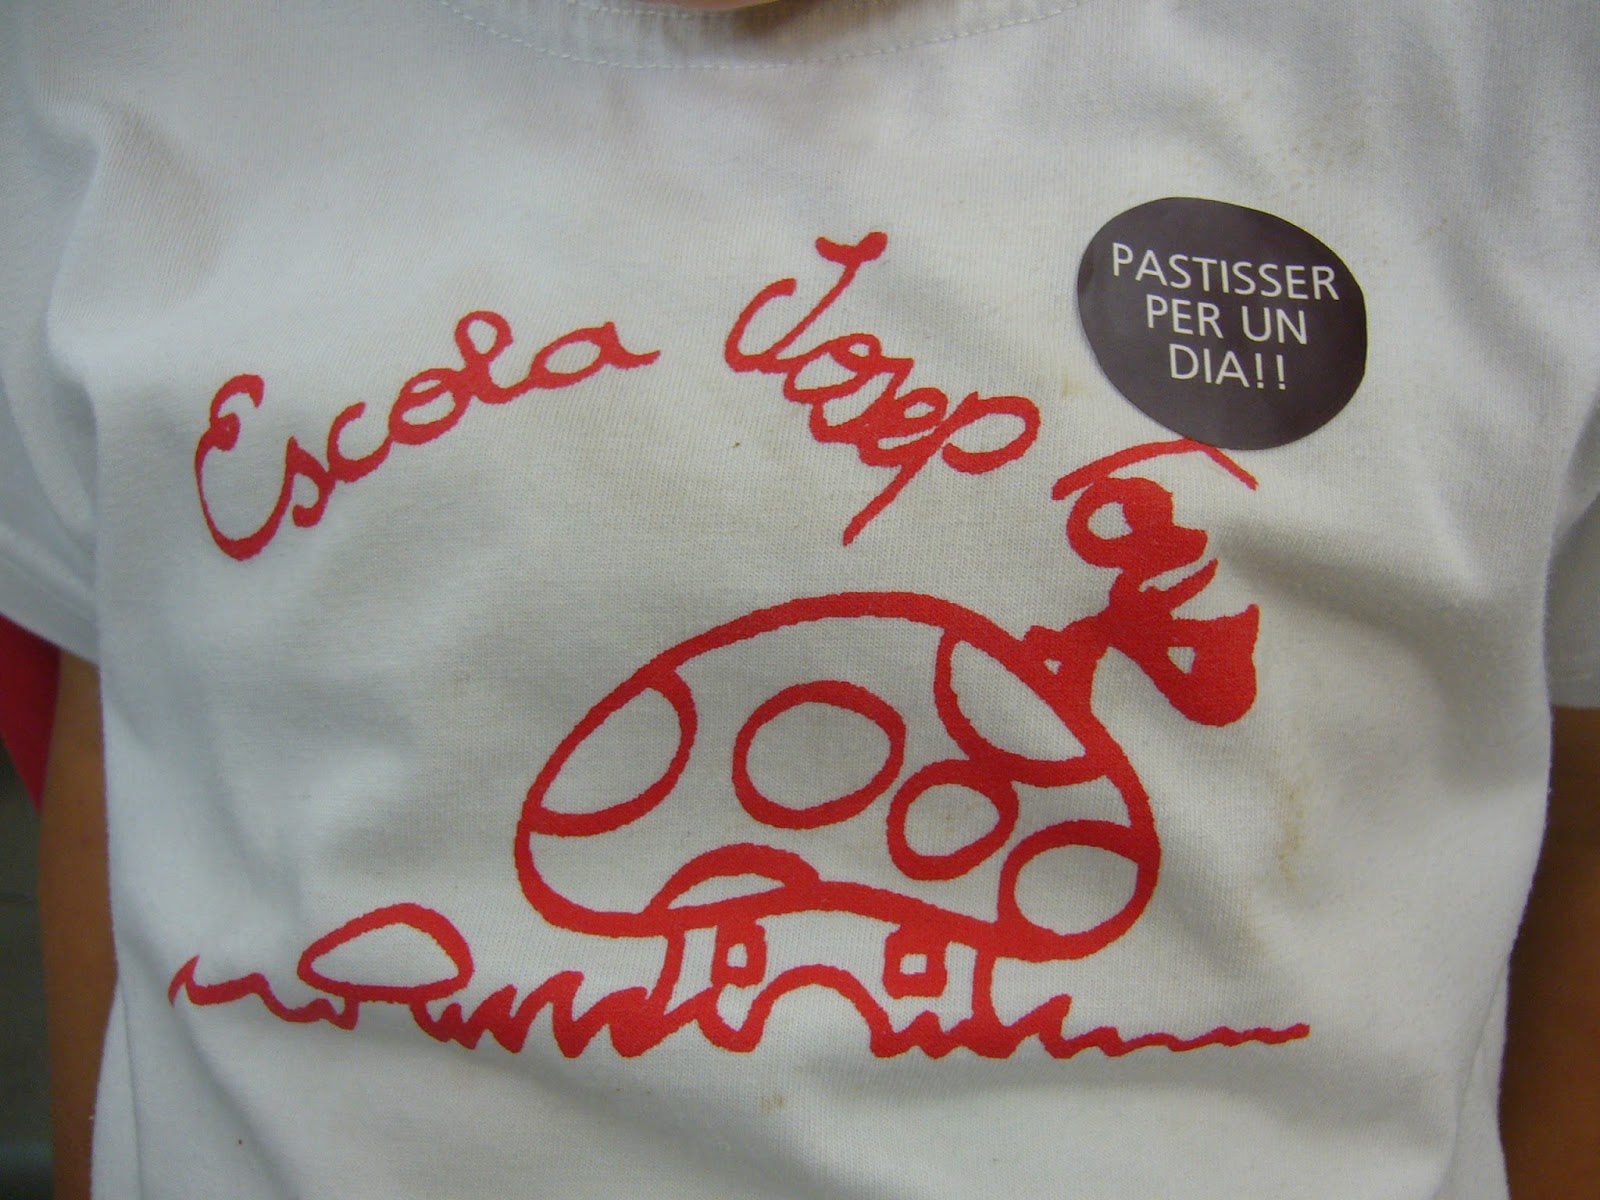 Escola Josep
PASTISSER
PER UN
DIA!!